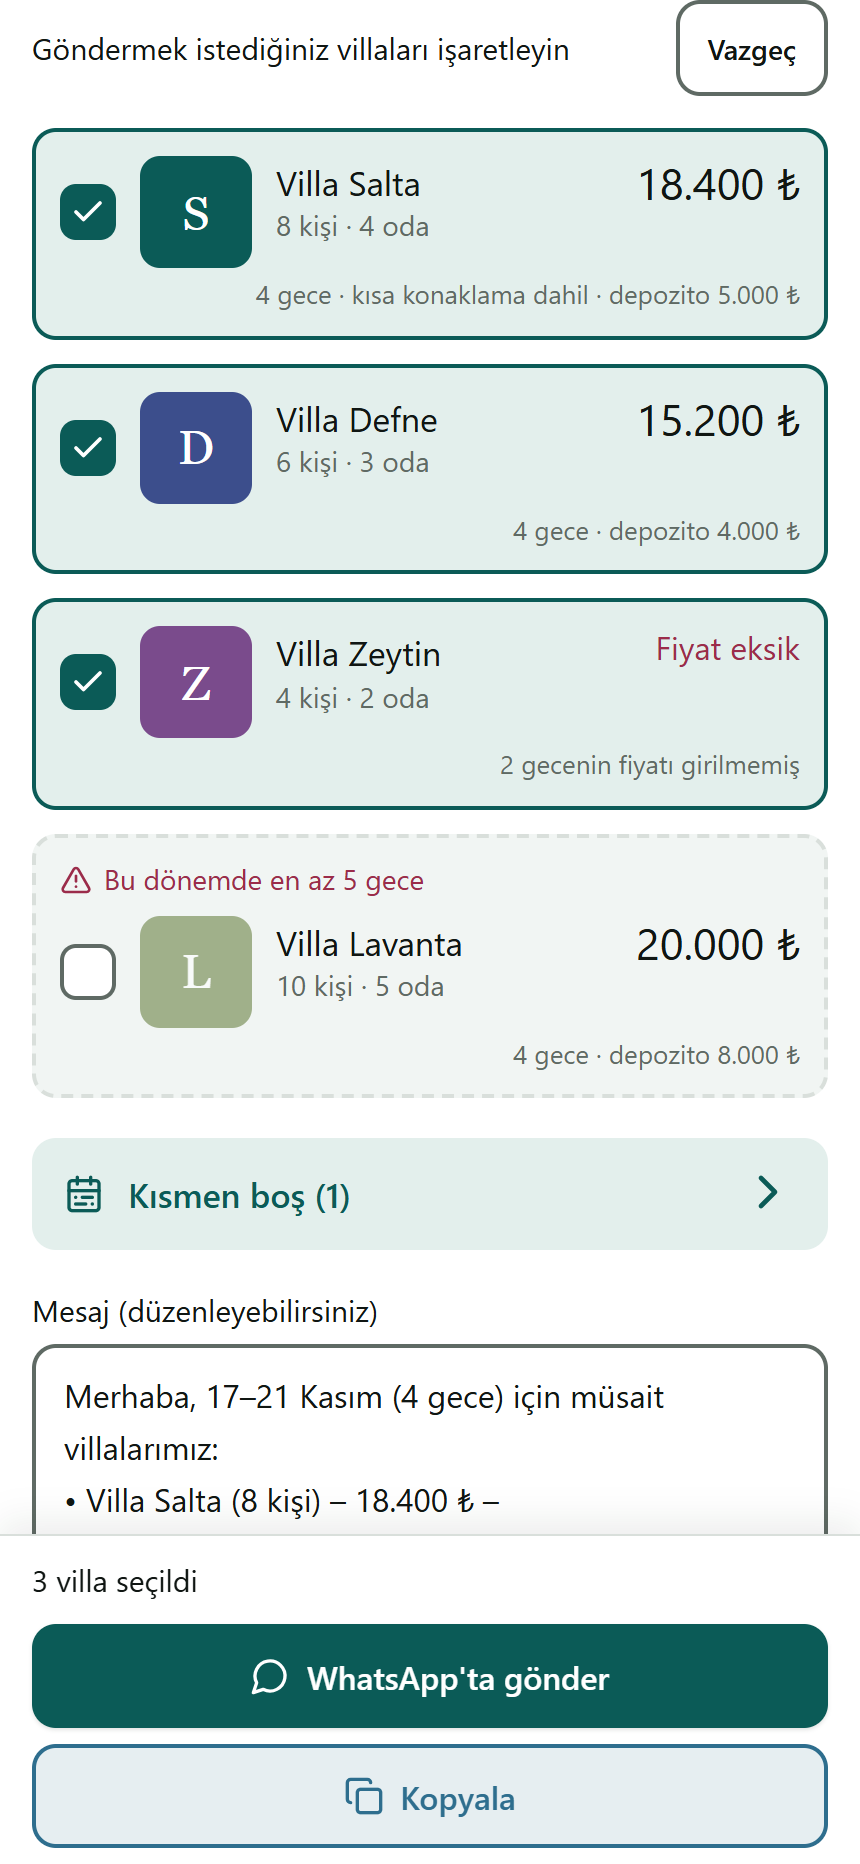 Göndermek istediğiniz villaları işaretleyin
Vazgeç
S
Villa Salta
18.400 ₺
8 kişi · 4 oda
4 gece · kısa konaklama dahil · depozito 5.000 ₺
D
Villa Defne
15.200 ₺
6 kişi · 3 oda
4 gece · depozito 4.000 ₺
Z
Villa Zeytin
Fiyat eksik
4 kişi · 2 oda
2 gecenin fiyatı girilmemiş
Bu dönemde en az 5 gece
L
Villa Lavanta
20.000 ₺
10 kişi · 5 oda
4 gece · depozito 8.000 ₺
Kısmen boş (1)
Mesaj (düzenleyebilirsiniz)
Merhaba, 17–21 Kasım (4 gece) için müsait
villalarımız:
• Villa Salta (8 kişi) – 18.400 ₺ –
3 villa seçildi
WhatsApp'ta gönder
Kopyala